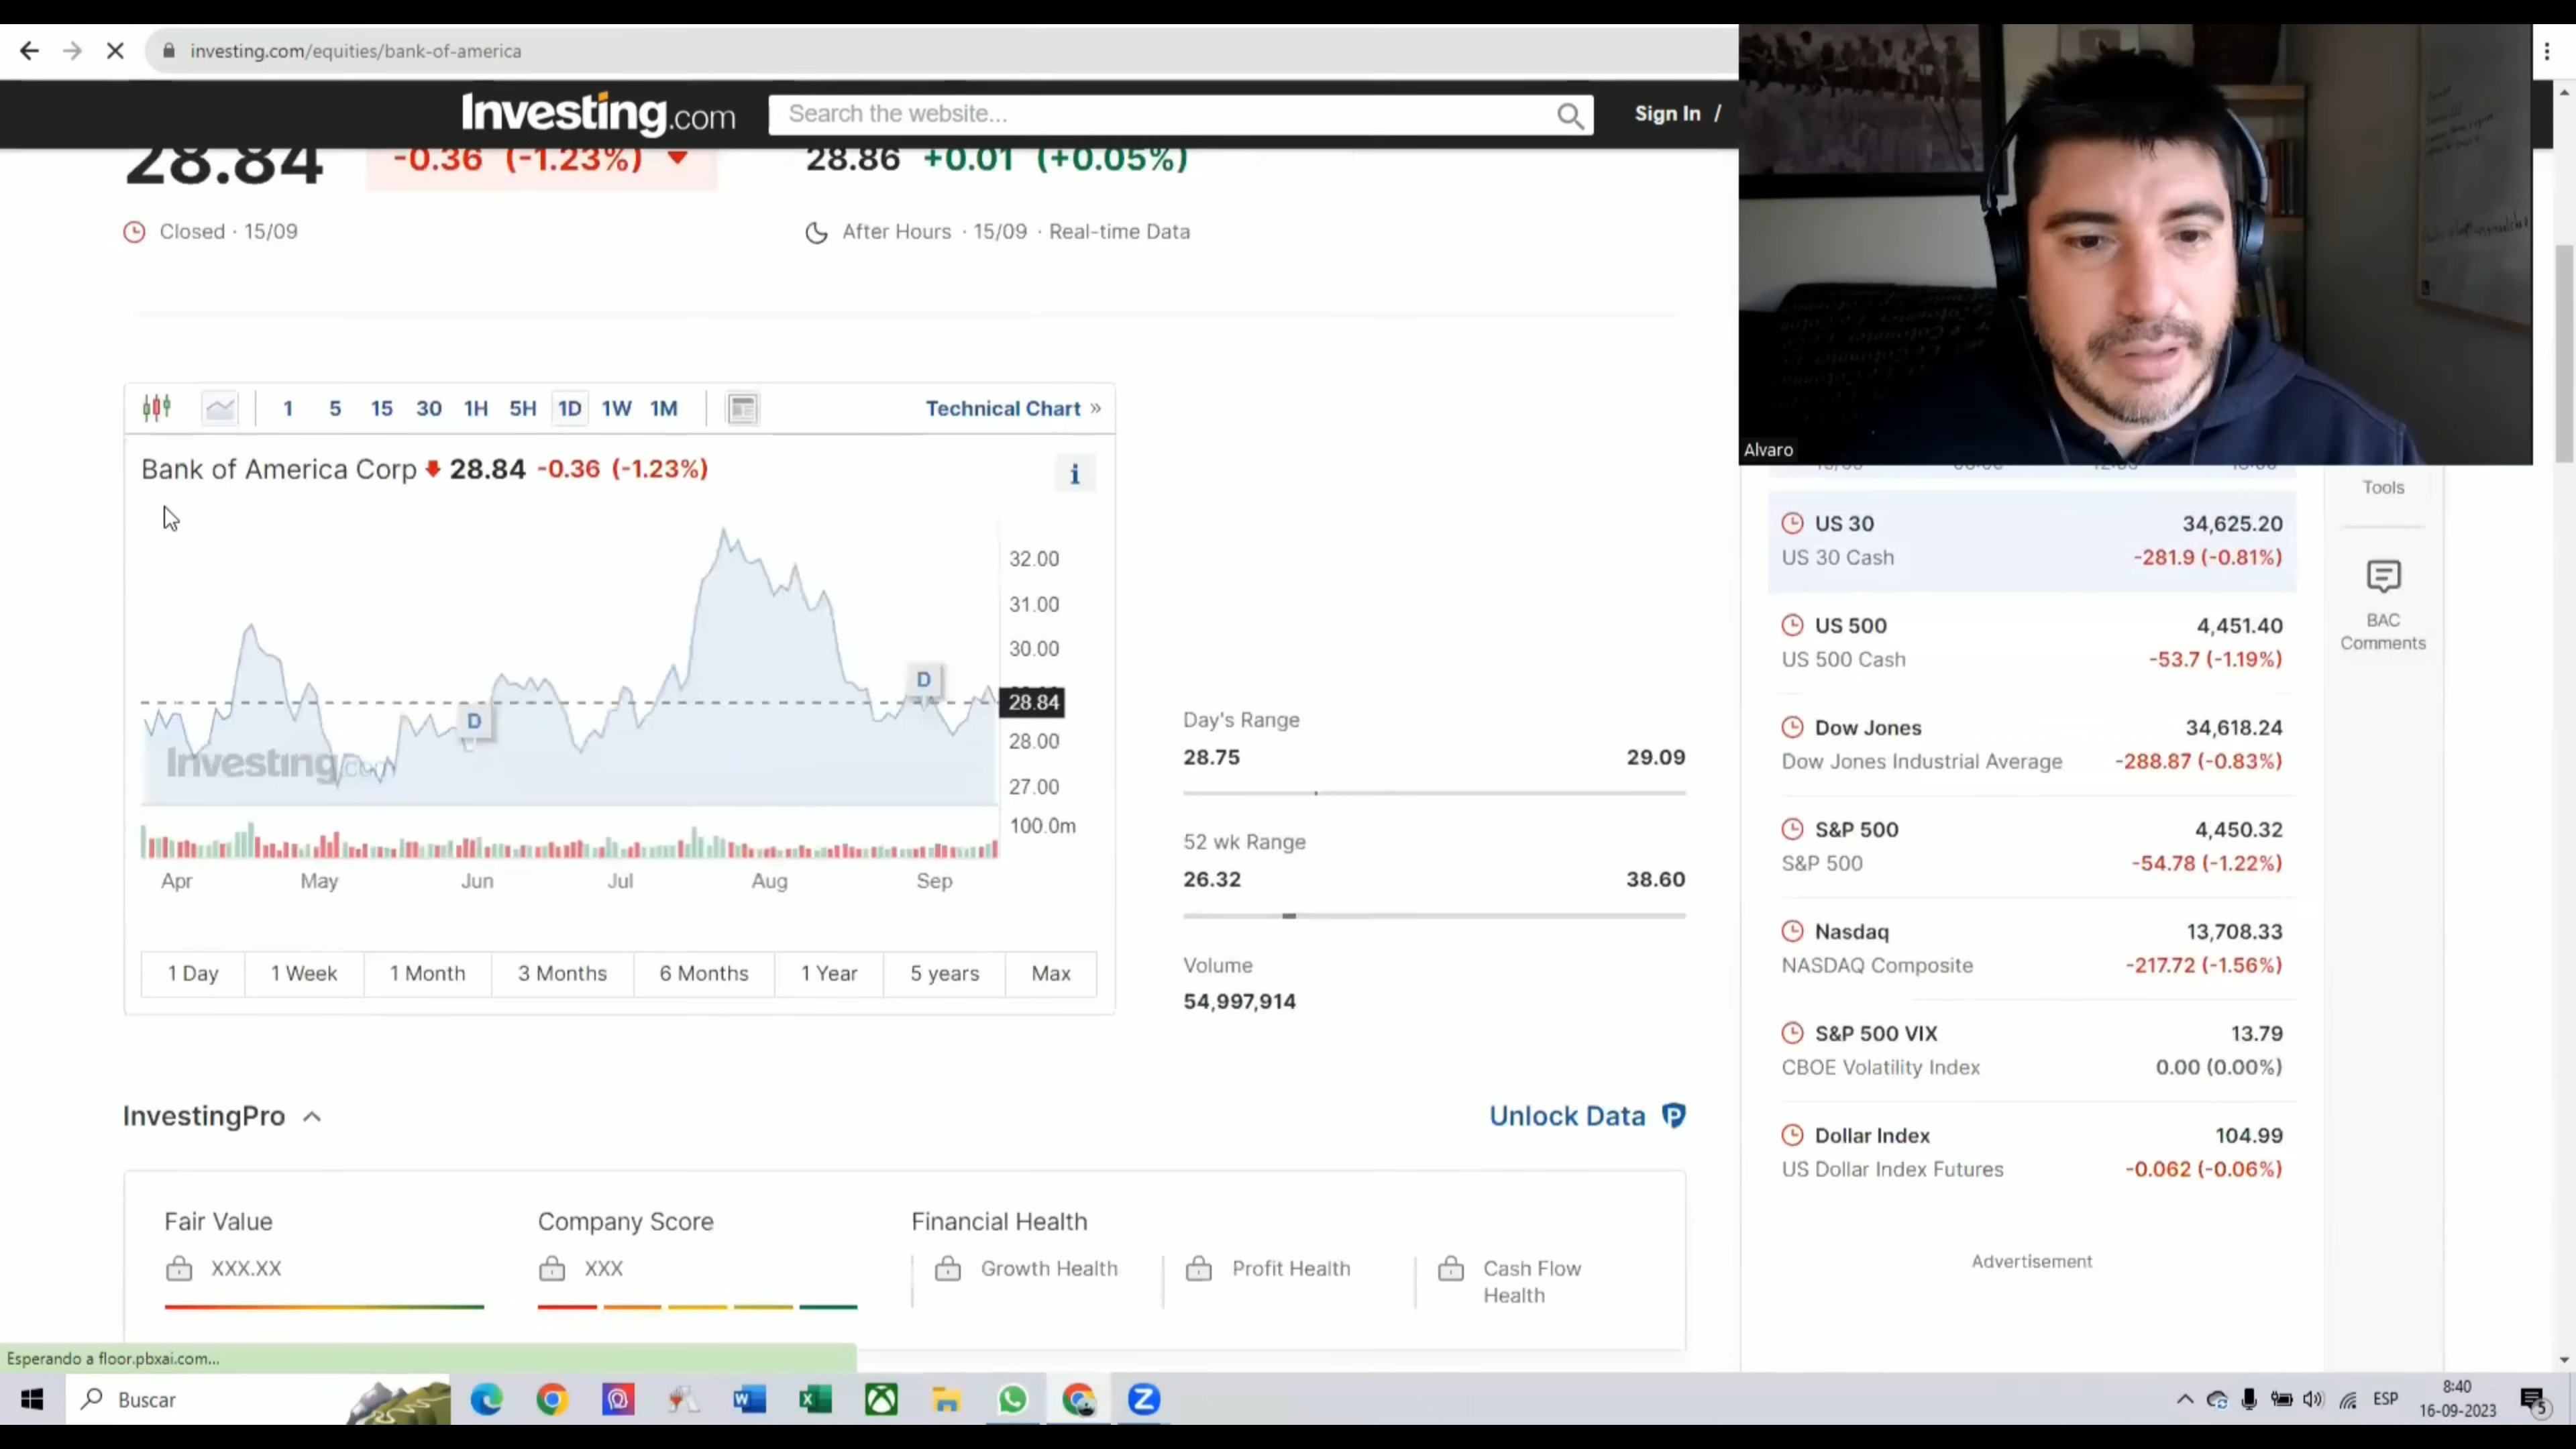 investing.com/equities/bank-of-america
Investing.com
Search the website...
Sign In /
28.84 -0.36 (-1.23%)
28.86 +0.01 (+0.05%)
Closed · 15/09
After Hours · 15/09 · Real-time Data
1 5 15 30 1H 5H 1D 1W 1M
Technical Chart »
Bank of America Corp 28.84 -0.36 (-1.23%)
i
32.00
31.00
30.00
28.84
28.00
27.00
100.0m
D
D
Investing.com
Apr May Jun Jul Aug Sep
1 Day 1 Week 1 Month 3 Months 6 Months 1 Year 5 years Max
Day's Range
28.75 29.09
52 wk Range
26.32 38.60
Volume
54,997,914
InvestingPro
Unlock Data
P
Fair Value
XXX.XX
Company Score
XXX
Financial Health
Growth Health
Profit Health
Cash Flow
Health
Alvaro
US 30 34,625.20
US 30 Cash -281.9 (-0.81%)
US 500 4,451.40
US 500 Cash -53.7 (-1.19%)
Dow Jones 34,618.24
Dow Jones Industrial Average -288.87 (-0.83%)
S&P 500 4,450.32
S&P 500 -54.78 (-1.22%)
Nasdaq 13,708.33
NASDAQ Composite -217.72 (-1.56%)
S&P 500 VIX 13.79
CBOE Volatility Index 0.00 (0.00%)
Dollar Index 104.99
US Dollar Index Futures -0.062 (-0.06%)
Advertisement
Tools
BAC
Comments
Esperando a floor.pbxai.com...
Buscar
ESP
8:40
16-09-2023
5